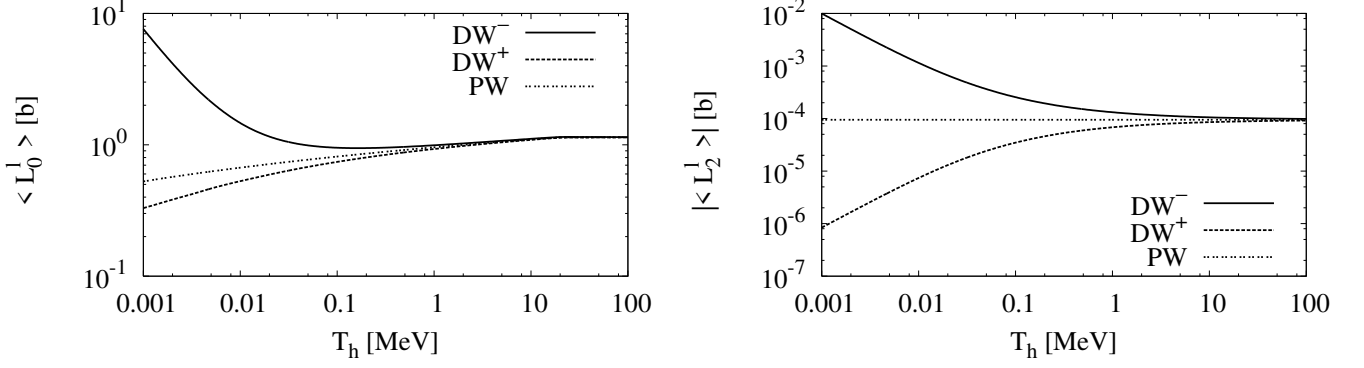 10^1
10^0
10^-1
< L_0^1 > [b]
DW^-
DW^+
PW
0.001 0.01 0.1 1 10 100
T_h [MeV]
10^-2
10^-3
10^-4
10^-5
10^-6
10^-7
|< L_2^1 >| [b]
DW^-
DW^+
PW
0.001 0.01 0.1 1 10 100
T_h [MeV]